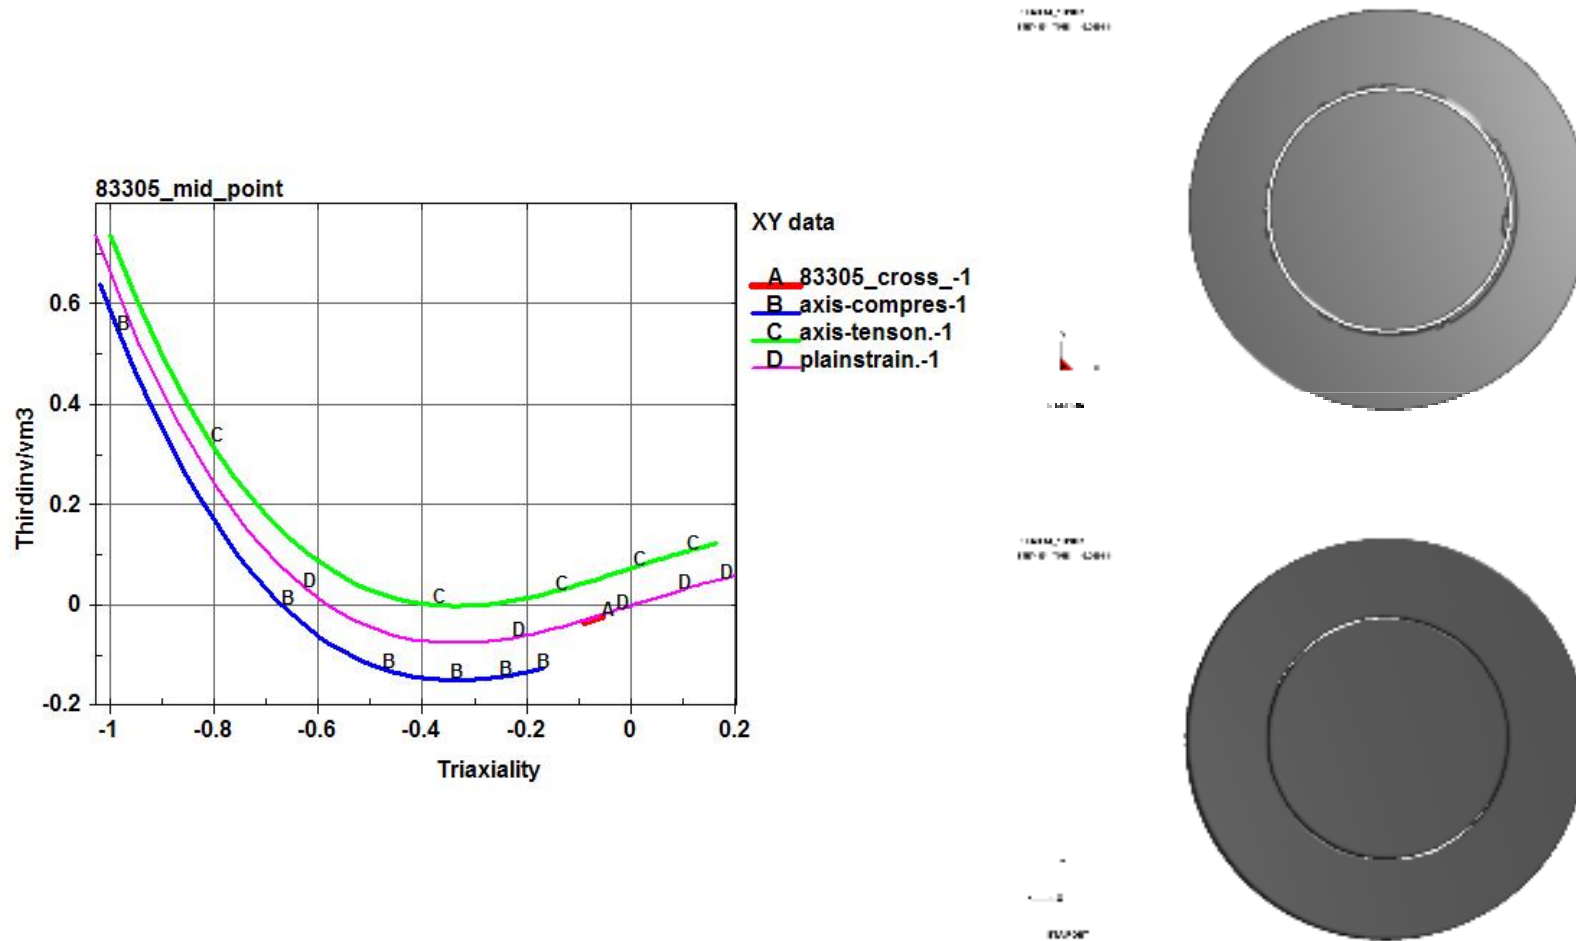 83305_mid_point
XY data
A 83305_cross_-1
B axis-compres-1
C axis-tenson.-1
D plainstrain.-1
Thirdinv/vm3
0.6
0.4
0.2
0
-0.2
-1
-0.8
-0.6
-0.4
-0.2
0
0.2
Triaxiality
B
C
D
B
C
B
B
D
B
B
C
A
D
C
D
C
D